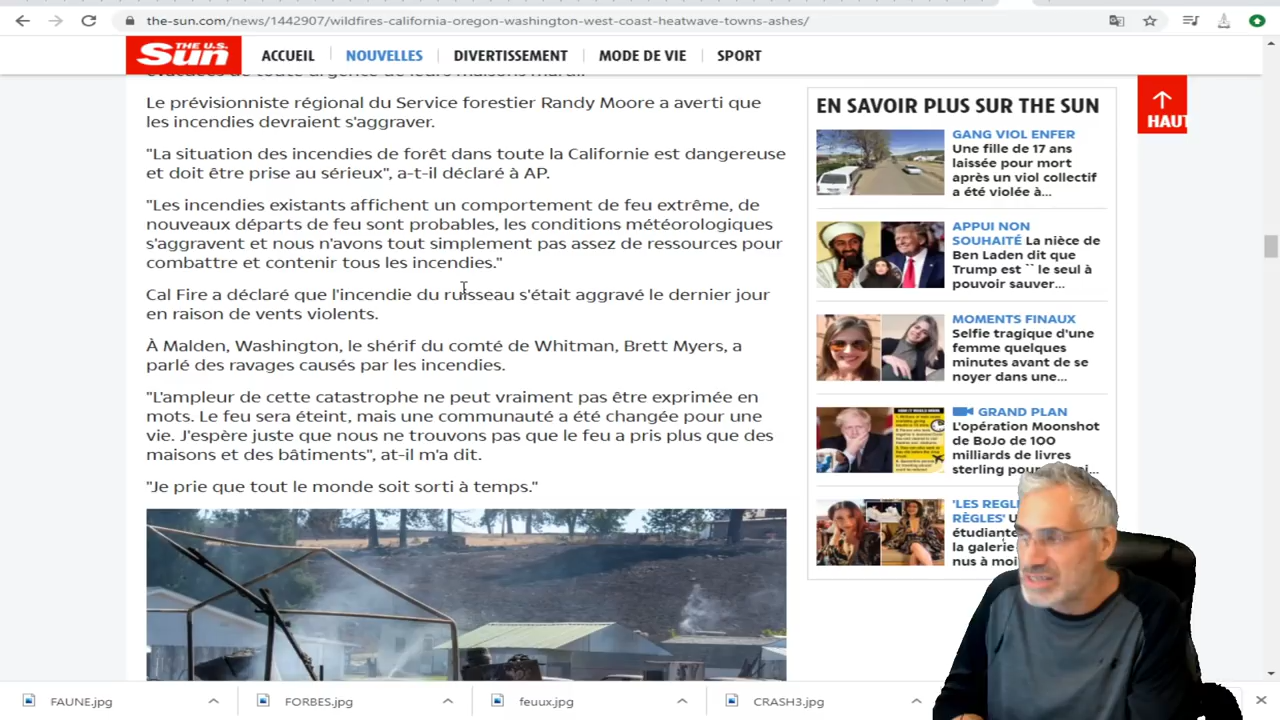 the-sun.com/news/1442907/wildfires-california-oregon-washington-west-coast-heatwave-towns-ashes/
THE U.S. Sun
ACCUEIL NOUVELLES DIVERTISSEMENT MODE DE VIE SPORT
Le prévisionniste régional du Service forestier Randy Moore a averti que
les incendies devraient s'aggraver.
"La situation des incendies de forêt dans toute la Californie est dangereuse
et doit être prise au sérieux", a-t-il déclaré à AP.
"Les incendies existants affichent un comportement de feu extrême, de
nouveaux départs de feu sont probables, les conditions météorologiques
s'aggravent et nous n'avons tout simplement pas assez de ressources pour
combattre et contenir tous les incendies."
Cal Fire a déclaré que l'incendie du ruisseau s'était aggravé le dernier jour
en raison de vents violents.
À Malden, Washington, le shérif du comté de Whitman, Brett Myers, a
parlé des ravages causés par les incendies.
"L'ampleur de cette catastrophe ne peut vraiment pas être exprimée en
mots. Le feu sera éteint, mais une communauté a été changée pour une
vie. J'espère juste que nous ne trouvons pas que le feu a pris plus que des
maisons et des bâtiments", at-il m'a dit.
"Je prie que tout le monde soit sorti à temps."
EN SAVOIR PLUS SUR THE SUN
GANG VIOL ENFER
Une fille de 17 ans
laissée pour mort
après un viol collectif
a été violée à...
APPUI NON
SOUHAITÉ La nièce de
Ben Laden dit que
Trump est `` le seul à
pouvoir sauver...
MOMENTS FINAUX
Selfie tragique d'une
femme quelques
minutes avant de se
noyer dans une...
GRAND PLAN
L'opération Moonshot
de BoJo de 100
milliards de livres
sterling
'LES
RÈGLES'
étudiante
la galerie
nus à
HAUT
FAUNE.jpg
FORBES.jpg
feuux.jpg
CRASH3.jpg